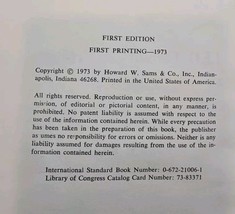 FIRST EDITION
FIRST PRINTING—1973
Copyright © 1973 by Howard W. Sams & Co., Inc., Indian-
apolis, Indiana 46268. Printed in the United States of America.
All rights reserved. Reproduction or use, without express per-
mission, of editorial or pictorial content, in any manner, is
prohibited. No patent liability is assumed with respect to
the use of the information contained herein. While every precaution
has been taken in the preparation of this book, the publisher
assumes no responsibility for errors or omissions. Neither is any
liability assumed for damages resulting from the use of the in-
formation contained herein.
International Standard Book Number: 0-672-21006-1
Library of Congress Catalog Card Number: 73-83371